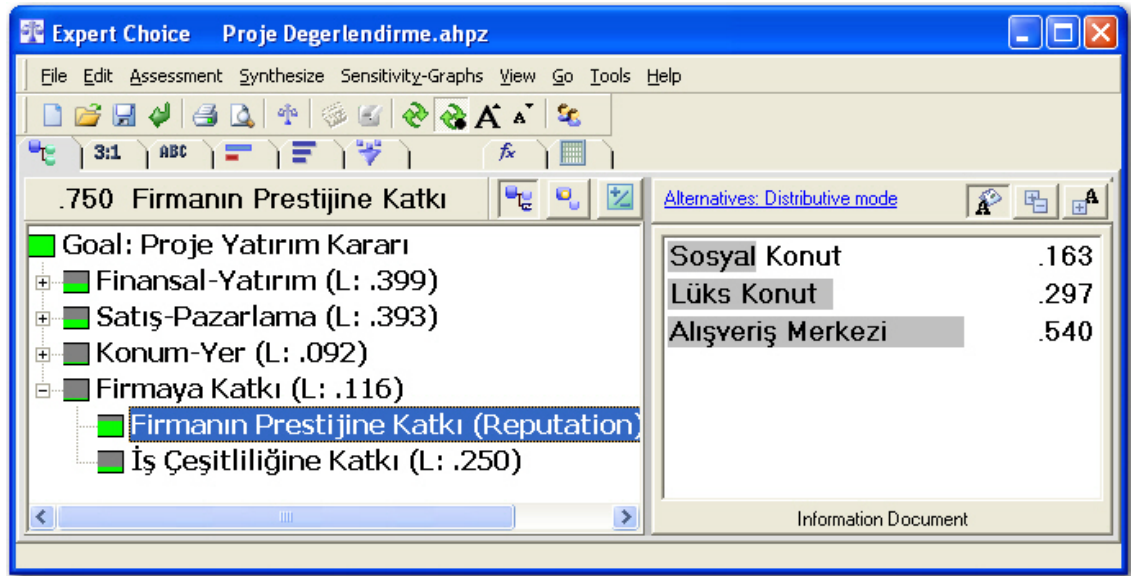 Expert Choice Proje Degerlendirme.ahpz
File Edit Assessment Synthesize Sensitivity-Graphs View Go Tools Help
A A
3:1 ABC fx
.750 Firmanın Prestijine Katkı
Alternatives: Distributive mode
A A
Goal: Proje Yatırım Kararı
Finansal-Yatırım (L: .399)
Satış-Pazarlama (L: .393)
Konum-Yer (L: .092)
Firmaya Katkı (L: .116)
Firmanın Prestijine Katkı (Reputation)
İş Çeşitliliğine Katkı (L: .250)
Sosyal Konut .163
Lüks Konut .297
Alışveriş Merkezi .540
Information Document